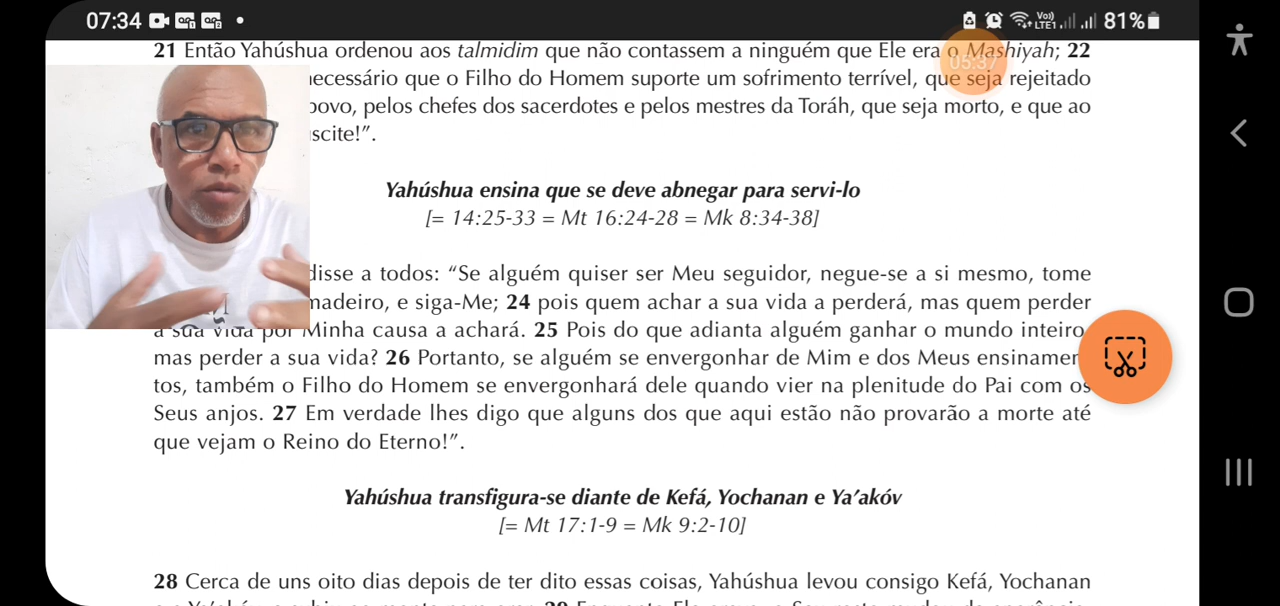 07:34
Vo)) LTE1 81%
21 Então Yahúshua ordenou aos talmidim que não contassem a ninguém que Ele era o Mashiyah; 22
05:37
ecessário que o Filho do Homem suporte um sofrimento terrível, que seja rejeitado
povo, pelos chefes dos sacerdotes e pelos mestres da Toráh, que seja morto, e que ao
scite!”.
Yahúshua ensina que se deve abnegar para servi-lo
[= 14:25-33 = Mt 16:24-28 = Mk 8:34-38]
disse a todos: “Se alguém quiser ser Meu seguidor, negue-se a si mesmo, tome
madeiro, e siga-Me; 24 pois quem achar a sua vida a perderá, mas quem perder
a sua vida por Minha causa a achará. 25 Pois do que adianta alguém ganhar o mundo inteiro,
mas perder a sua vida? 26 Portanto, se alguém se envergonhar de Mim e dos Meus ensinamen
tos, também o Filho do Homem se envergonhará dele quando vier na plenitude do Pai com os
Seus anjos. 27 Em verdade lhes digo que alguns dos que aqui estão não provarão a morte até
que vejam o Reino do Eterno!”.
Yahúshua transfigura-se diante de Kefá, Yochanan e Ya’akóv
[= Mt 17:1-9 = Mk 9:2-10]
28 Cerca de uns oito dias depois de ter dito essas coisas, Yahúshua levou consigo Kefá, Yochanan